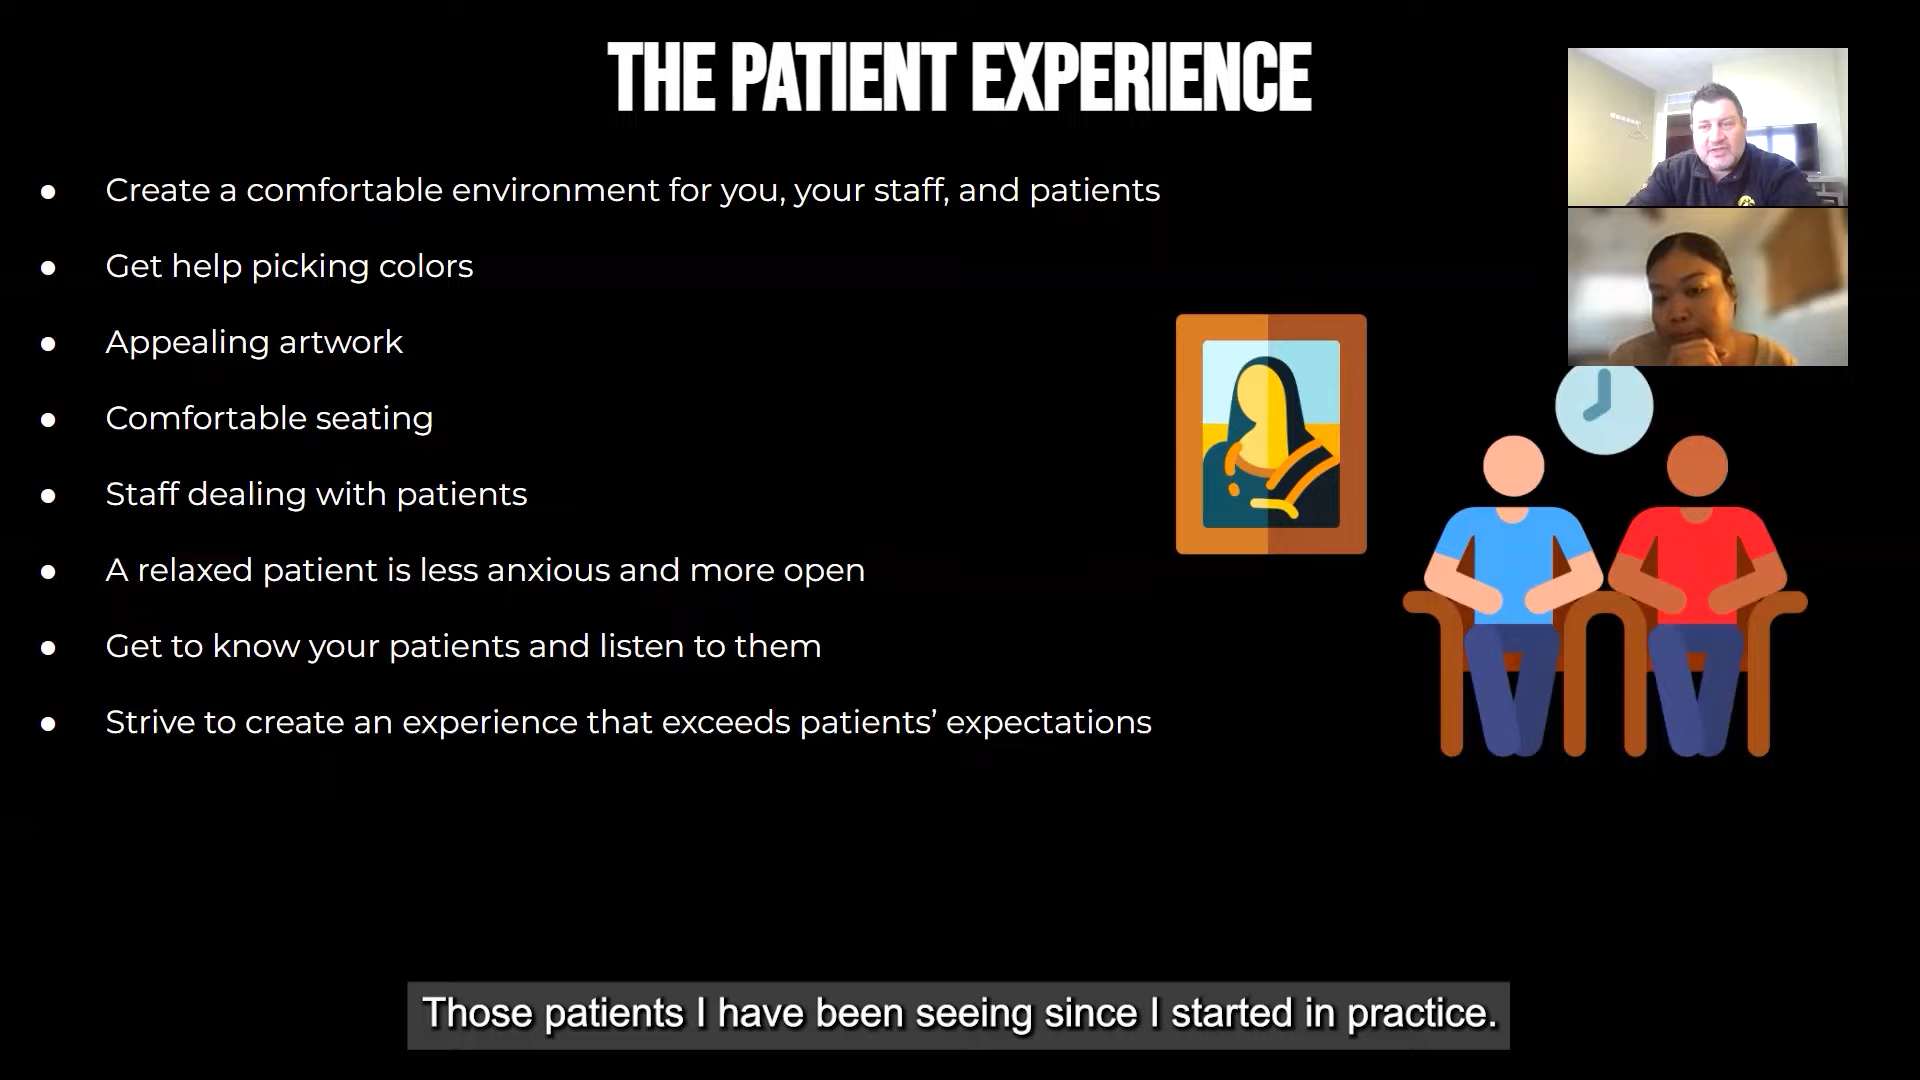 THE PATIENT EXPERIENCE
● Create a comfortable environment for you, your staff, and patients
● Get help picking colors
● Appealing artwork
● Comfortable seating
● Staff dealing with patients
● A relaxed patient is less anxious and more open
● Get to know your patients and listen to them
● Strive to create an experience that exceeds patients’ expectations
Those patients I have been seeing since I started in practice.